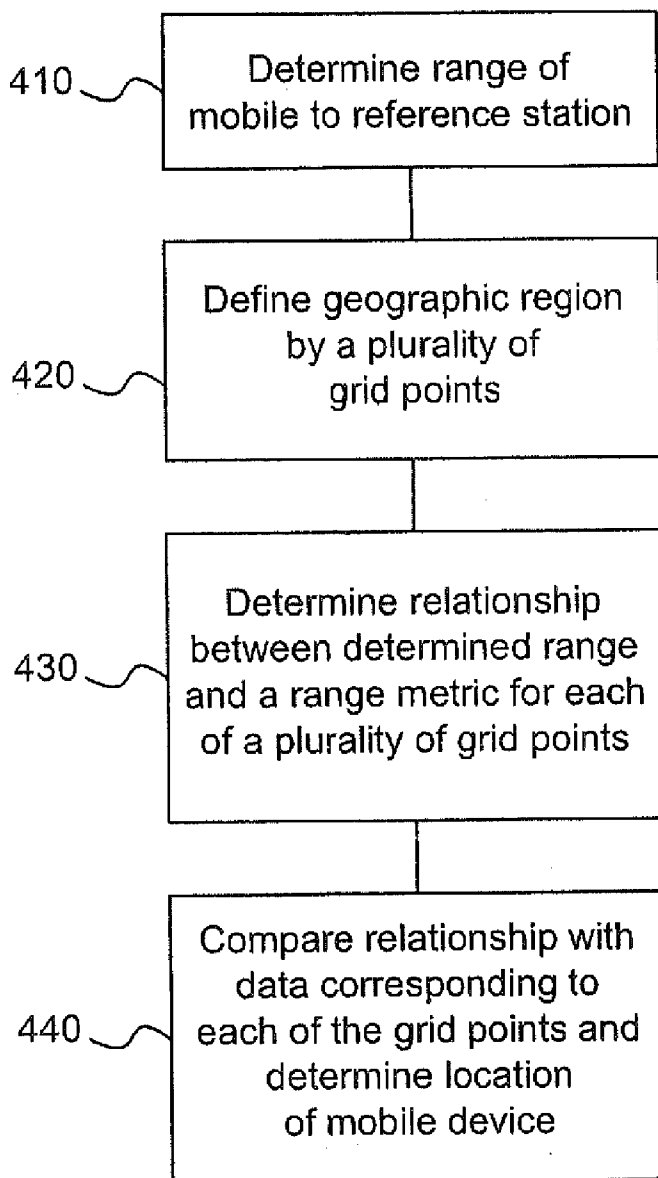 410
Determine range of
mobile to reference station
420
Define geographic region
by a plurality of
grid points
430
Determine relationship
between determined range
and a range metric for each
of a plurality of grid points
440
Compare relationship with
data corresponding to
each of the grid points and
determine location
of mobile device